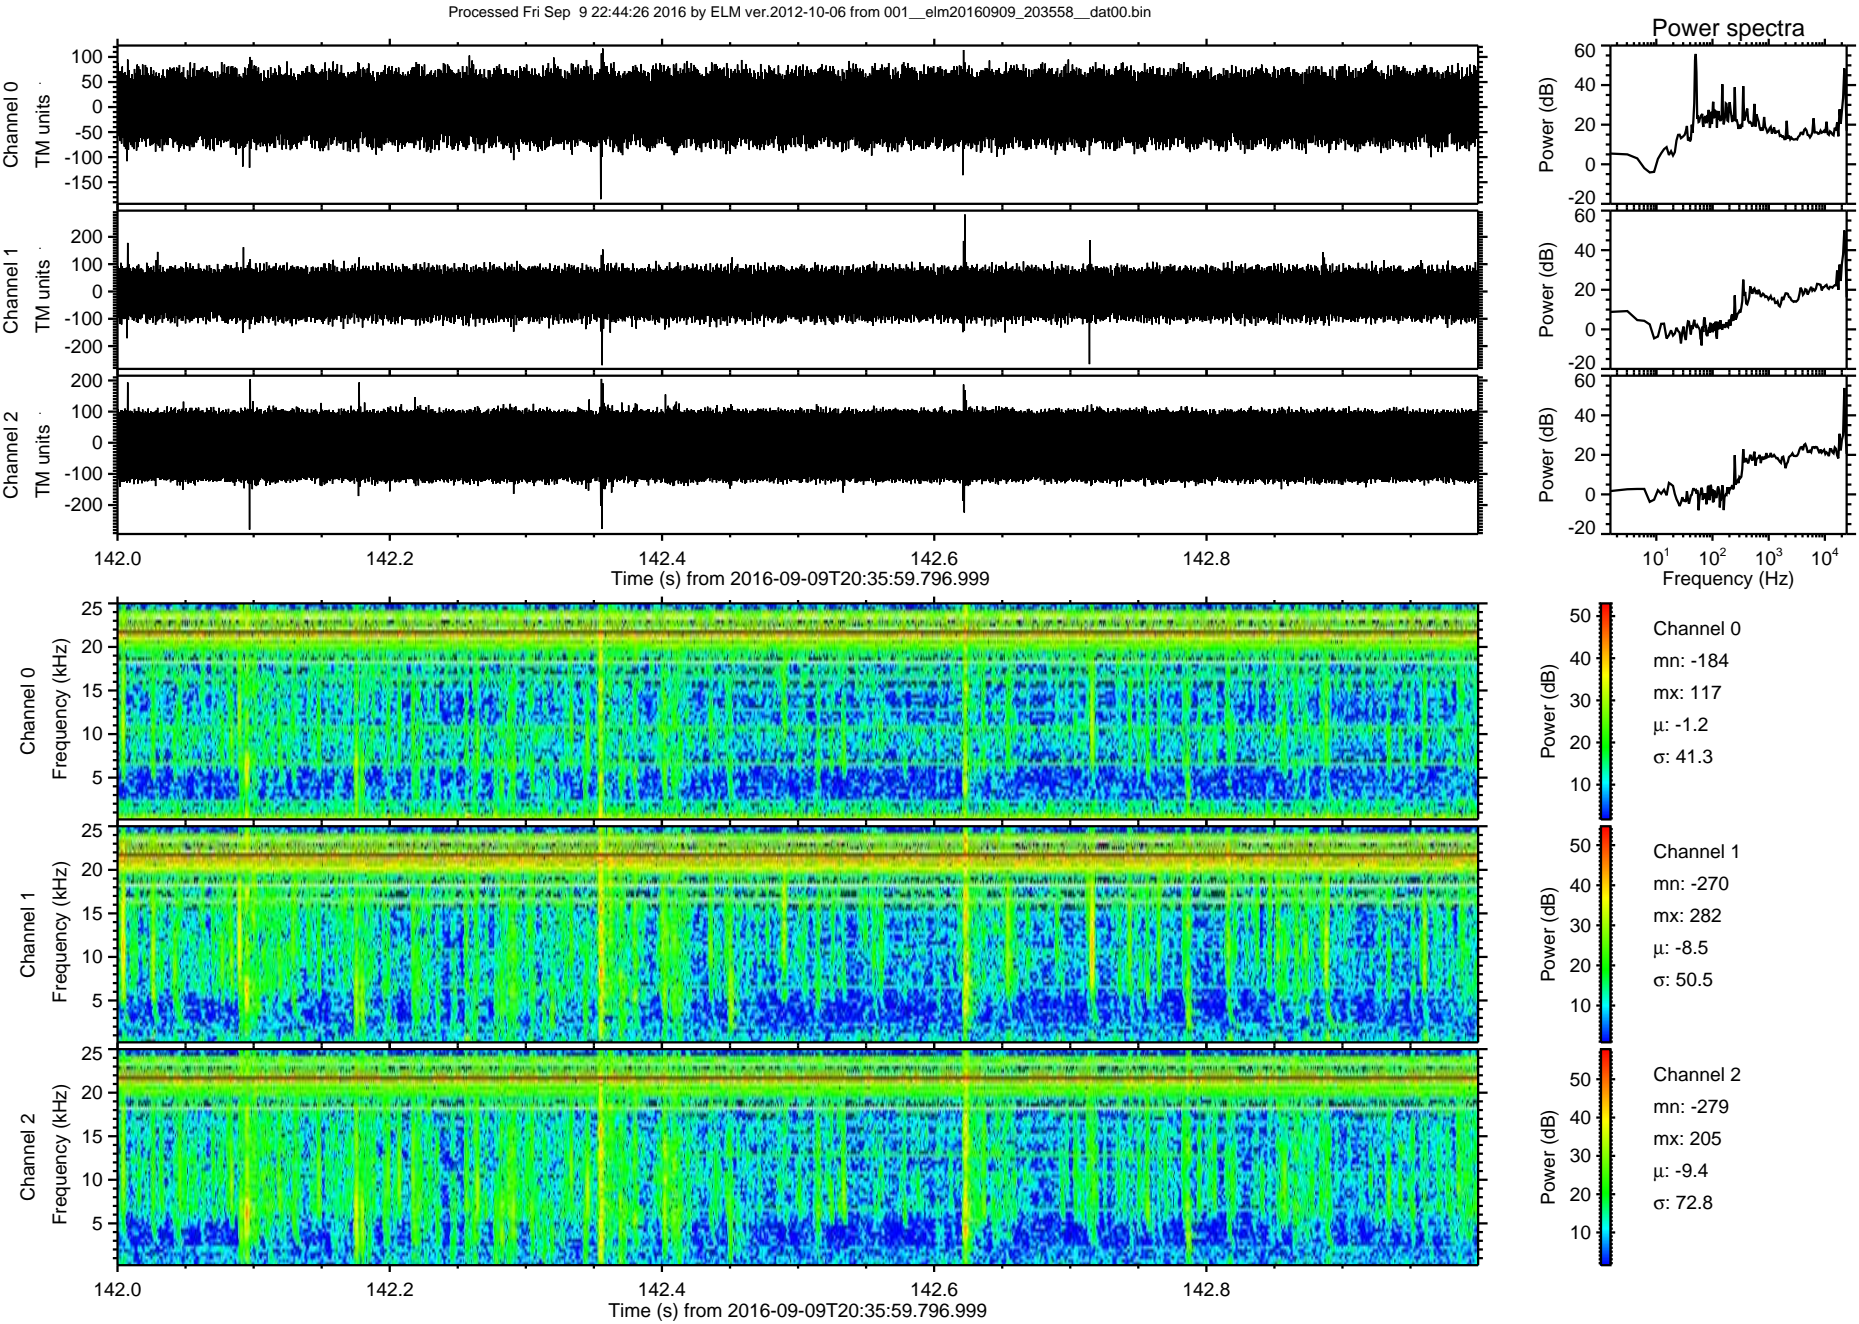 Processed Fri Sep  9 22:44:26 2016 by ELM ver.2012-10-06 from 001__elm20160909_203558__dat00.bin
Power spectra
Channel 0
TM units
100
50
0
-50
-100
-150
Power (dB)
60
40
20
0
-20
Channel 1
TM units
200
100
0
-100
-200
Power (dB)
60
40
20
0
-20
Channel 2
TM units
200
100
0
-100
-200
Power (dB)
60
40
20
0
-20
142.0
142.2
142.4
142.6
142.8
Time (s) from 2016-09-09T20:35:59.796.999
10^1
10^2
10^3
10^4
Frequency (Hz)
Channel 0
Frequency (kHz)
25
20
15
10
5
Power (dB)
50
40
30
20
10
Channel 0
mn: -184
mx: 117
μ: -1.2
σ: 41.3
Channel 1
Frequency (kHz)
25
20
15
10
5
Power (dB)
50
40
30
20
10
Channel 1
mn: -270
mx: 282
μ: -8.5
σ: 50.5
Channel 2
Frequency (kHz)
25
20
15
10
5
Power (dB)
50
40
30
20
10
Channel 2
mn: -279
mx: 205
μ: -9.4
σ: 72.8
142.0
142.2
142.4
142.6
142.8
Time (s) from 2016-09-09T20:35:59.796.999